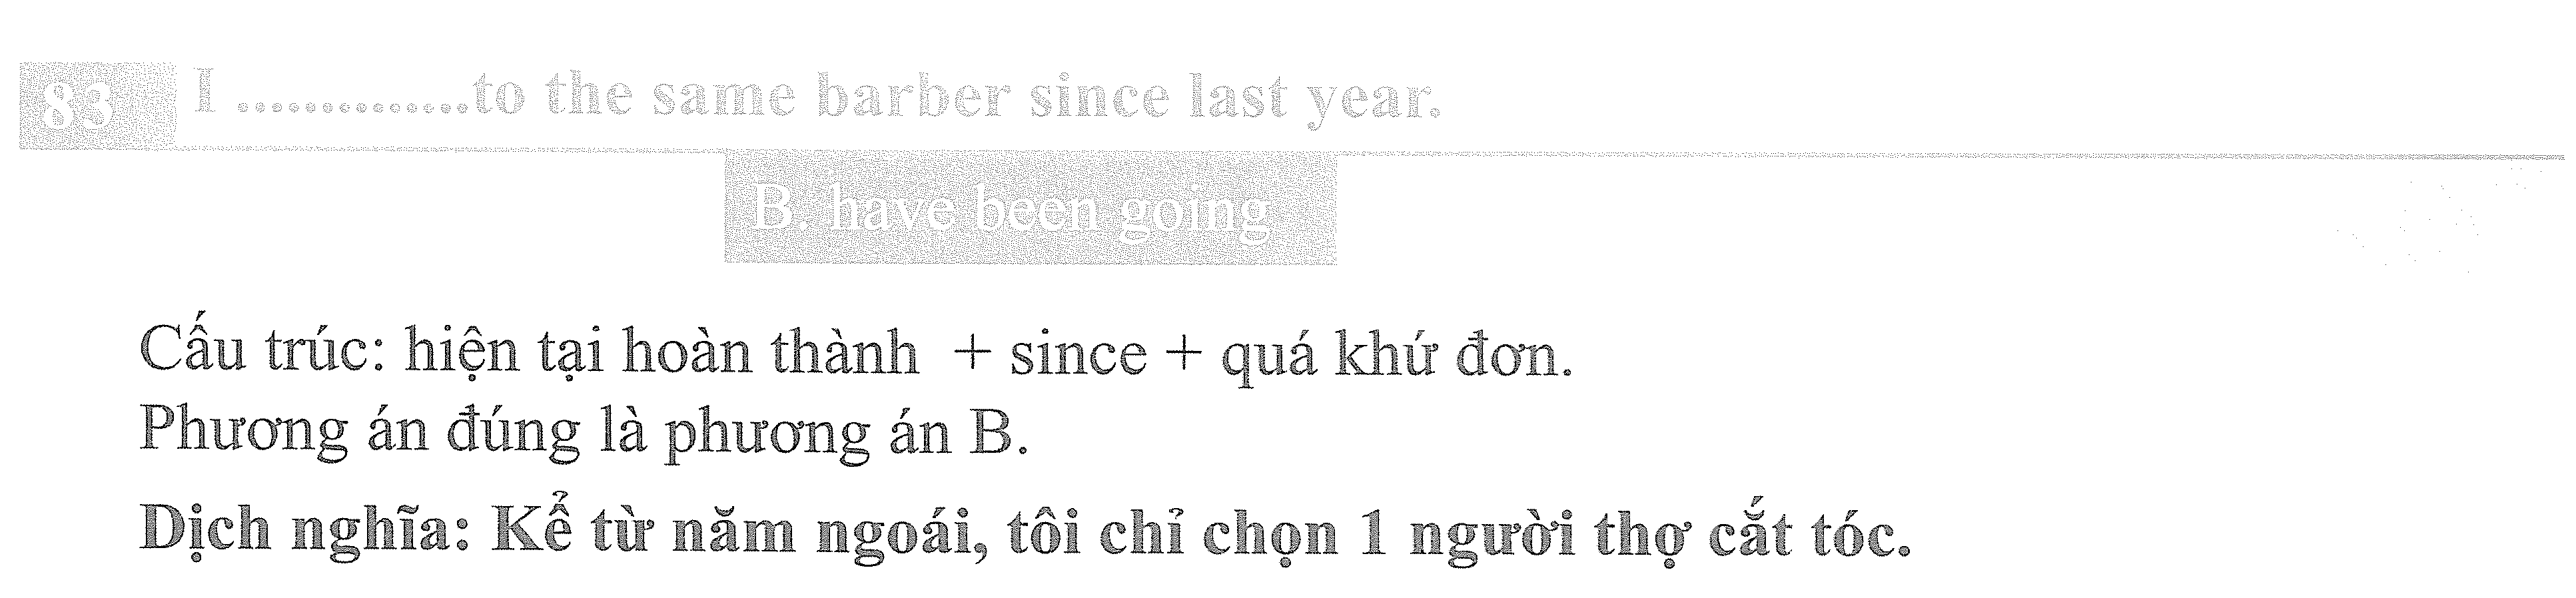 83 I ..............to the same barber since last year.
B. have been going
Cấu trúc: hiện tại hoàn thành + since + quá khứ đơn.
Phương án đúng là phương án B.
Dịch nghĩa: Kể từ năm ngoái, tôi chỉ chọn 1 người thợ cắt tóc.